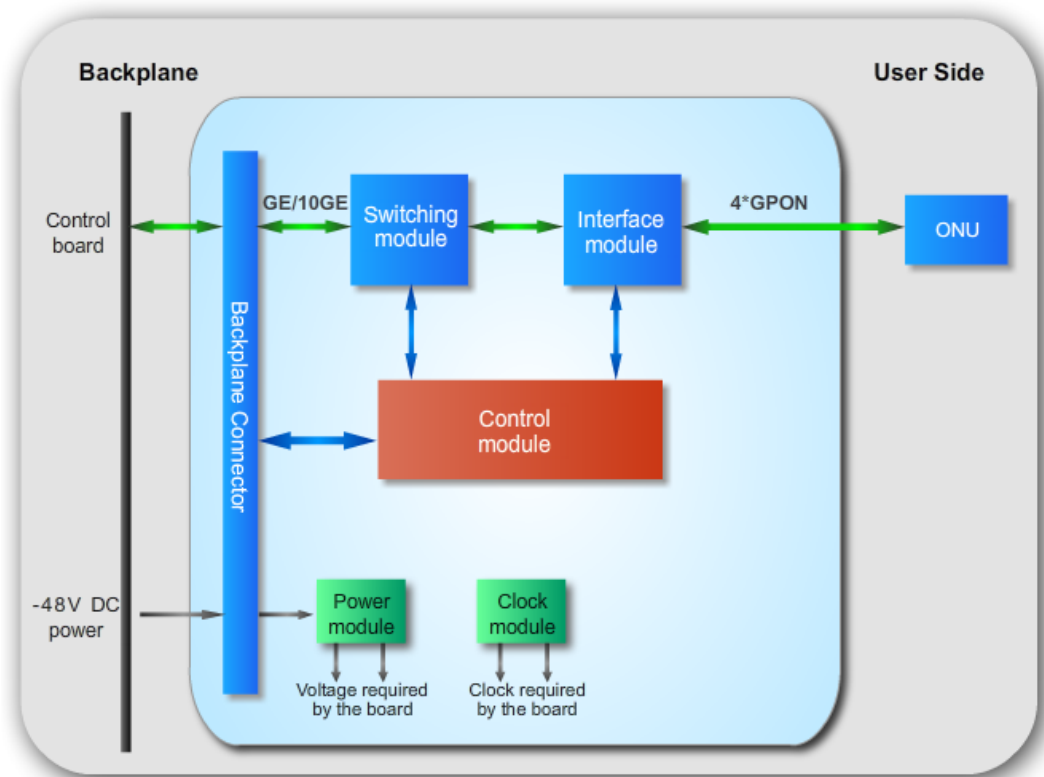 Backplane
User Side
GE/10GE
Switching
module
Interface
module
4*GPON
ONU
Control
board
Backplane Connector
Control
module
-48V DC
power
Power
module
Clock
module
Voltage required
by the board
Clock required
by the board